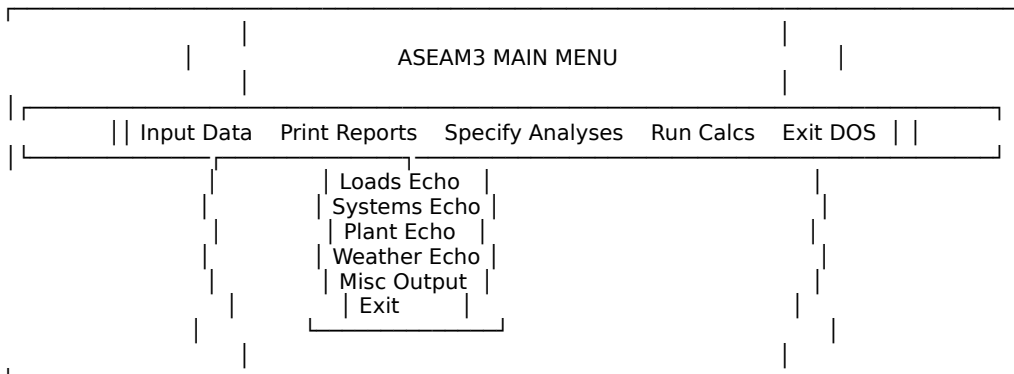 ASEAM3 MAIN MENU
Input Data Print Reports Specify Analyses Run Calcs Exit DOS
Loads Echo
Systems Echo
Plant Echo
Weather Echo
Misc Output
Exit